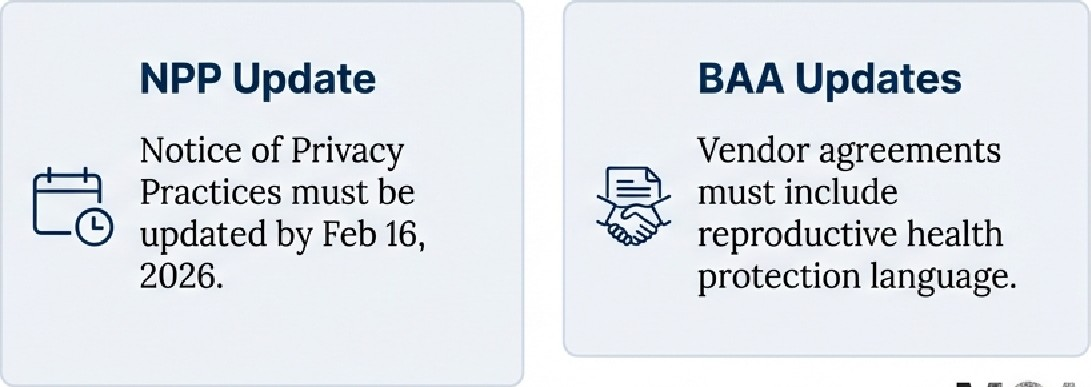 NPP Update
Notice of Privacy
Practices must be
updated by Feb 16,
2026.
BAA Updates
Vendor agreements
must include
reproductive health
protection language.